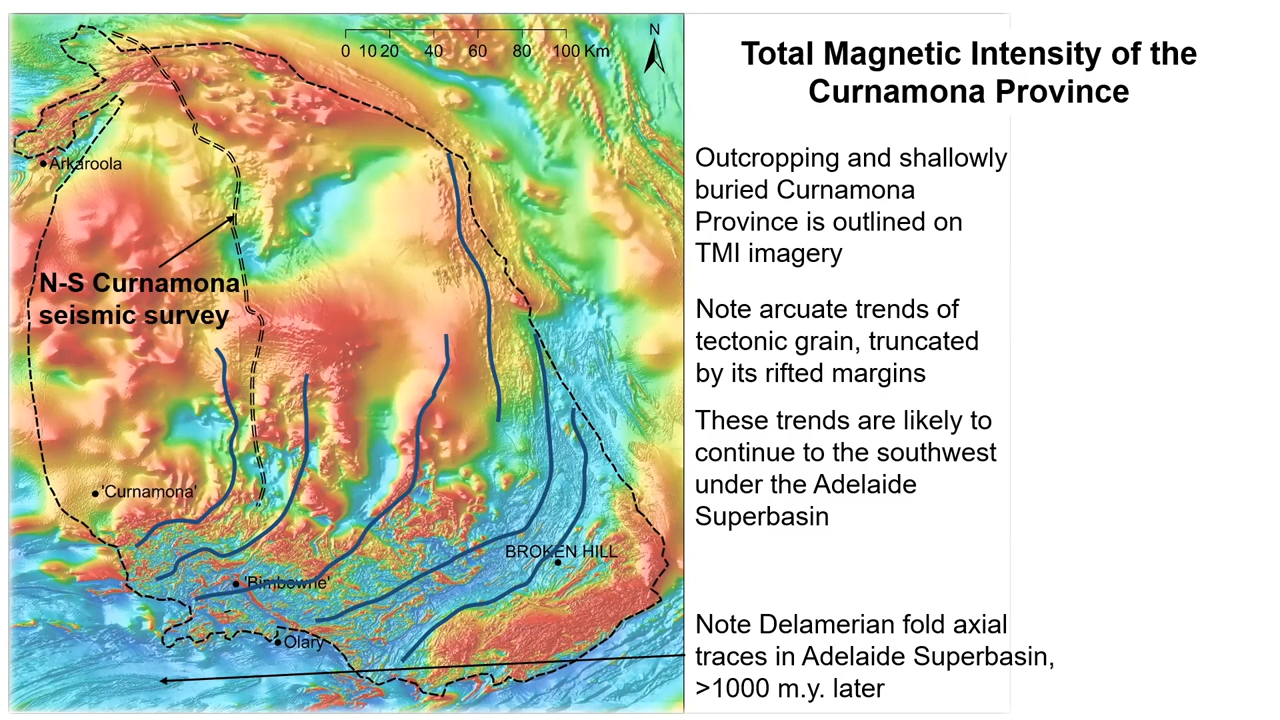 Total Magnetic Intensity of the
Curnamona Province
N
0 10 20 40 60 80 100 Km
Arkaroola
N-S Curnamona
seismic survey
'Curnamona'
BROKEN HILL
'Bimbowrie'
Olary
Outcropping and shallowly
buried Curnamona
Province is outlined on
TMI imagery
Note arcuate trends of
tectonic grain, truncated
by its rifted margins
These trends are likely to
continue to the southwest
under the Adelaide
Superbasin
Note Delamerian fold axial
traces in Adelaide Superbasin,
>1000 m.y. later